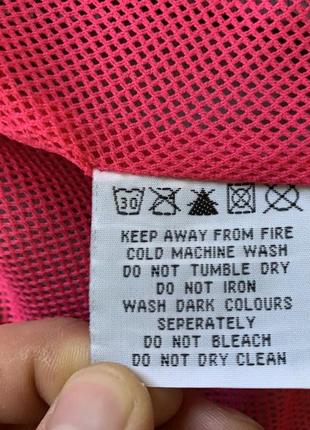 30
KEEP AWAY FROM FIRE
COLD MACHINE WASH
DO NOT TUMBLE DRY
DO NOT IRON
WASH DARK COLOURS
SEPERATELY
DO NOT BLEACH
DO NOT DRY CLEAN